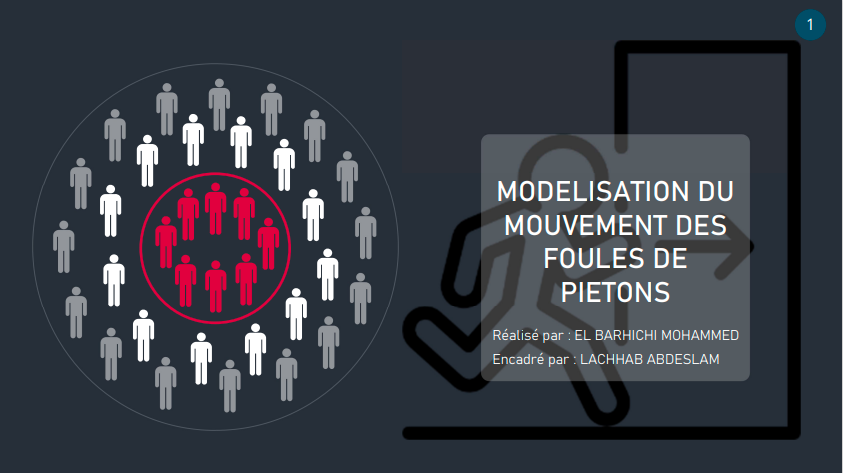 1
MODELISATION DU
MOUVEMENT DES
FOULES DE
PIETONS
Réalisé par : EL BARHICHI MOHAMMED
Encadré par : LACHHAB ABDESLAM